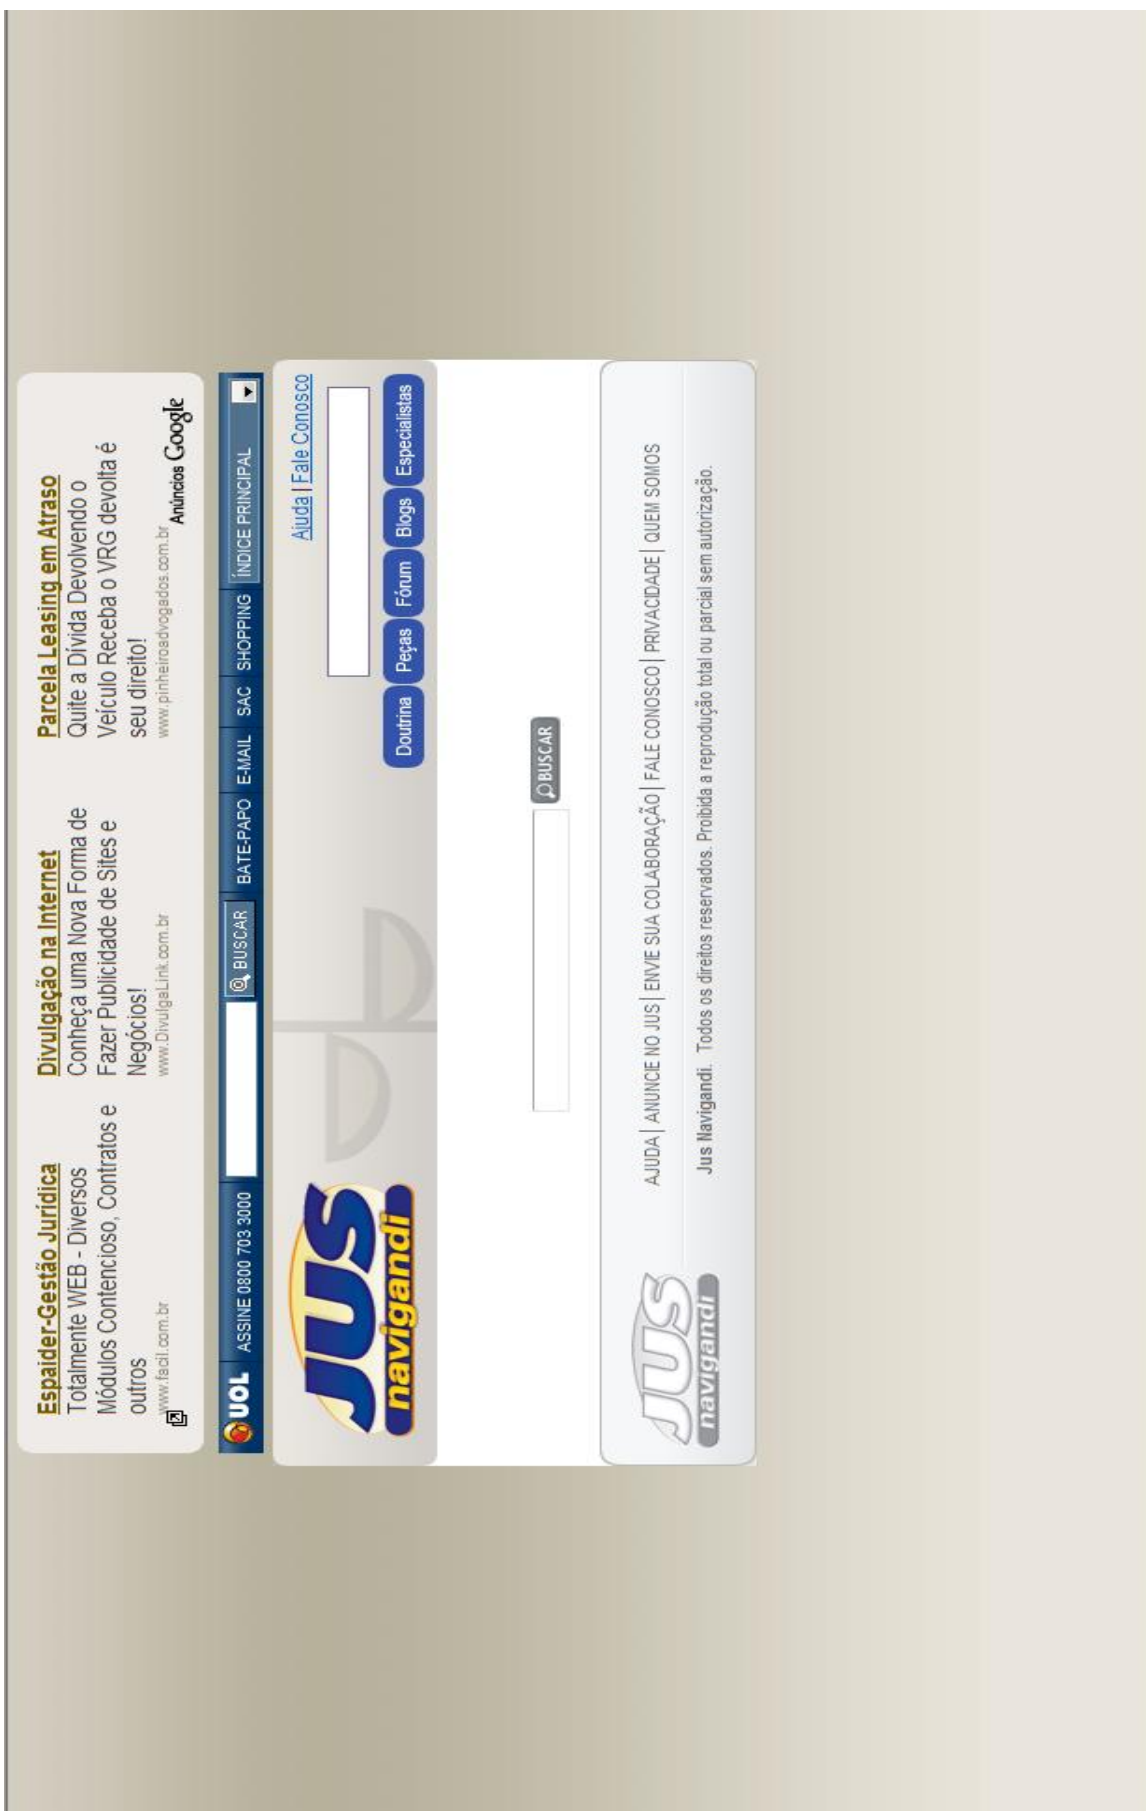 Espaider-Gestão Jurídica
Totalmente WEB - Diversos
Módulos Contencioso, Contratos e
outros
www.facil.com.br
Divulgação na Internet
Conheça uma Nova Forma de
Fazer Publicidade de Sites e
Negócios!
www.DivulgaLink.com.br
Parcela Leasing em Atraso
Quite a Dívida Devolvendo o
Veículo Receba o VRG devolta é
seu direito!
www.pinheiroadvogados.com.br
Anúncios Google
UOL ASSINE 0800 703 3000 BUSCAR BATE-PAPO E-MAIL SAC SHOPPING ÍNDICE PRINCIPAL
Ajuda | Fale Conosco
JUS
navigandi
Doutrina Peças Fórum Blogs Especialistas
BUSCAR
AJUDA | ANUNCIE NO JUS | ENVIE SUA COLABORAÇÃO | FALE CONOSCO | PRIVACIDADE | QUEM SOMOS
JUS
navigandi
Jus Navigandi. Todos os direitos reservados. Proibida a reprodução total ou parcial sem autorização.